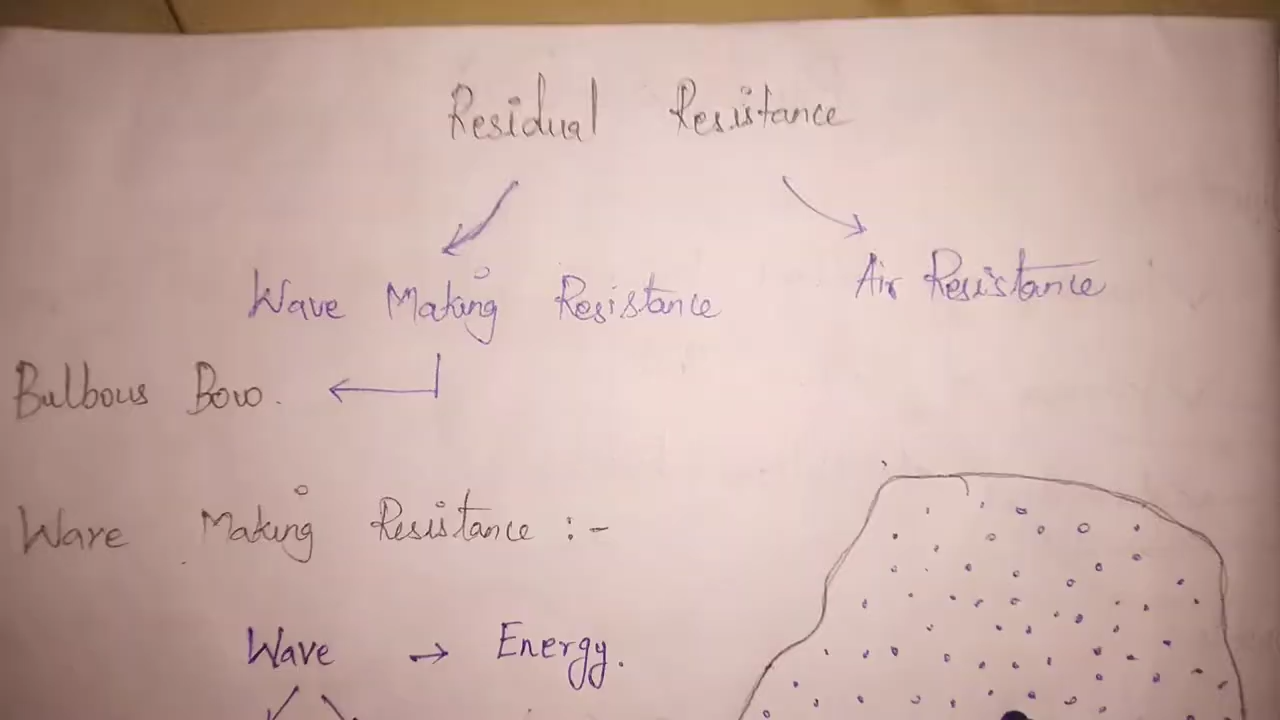 Residual Resistance
Wave Making Resistance
Air Resistance
Bulbous Bow.
Wave Making Resistance :-
Wave → Energy.